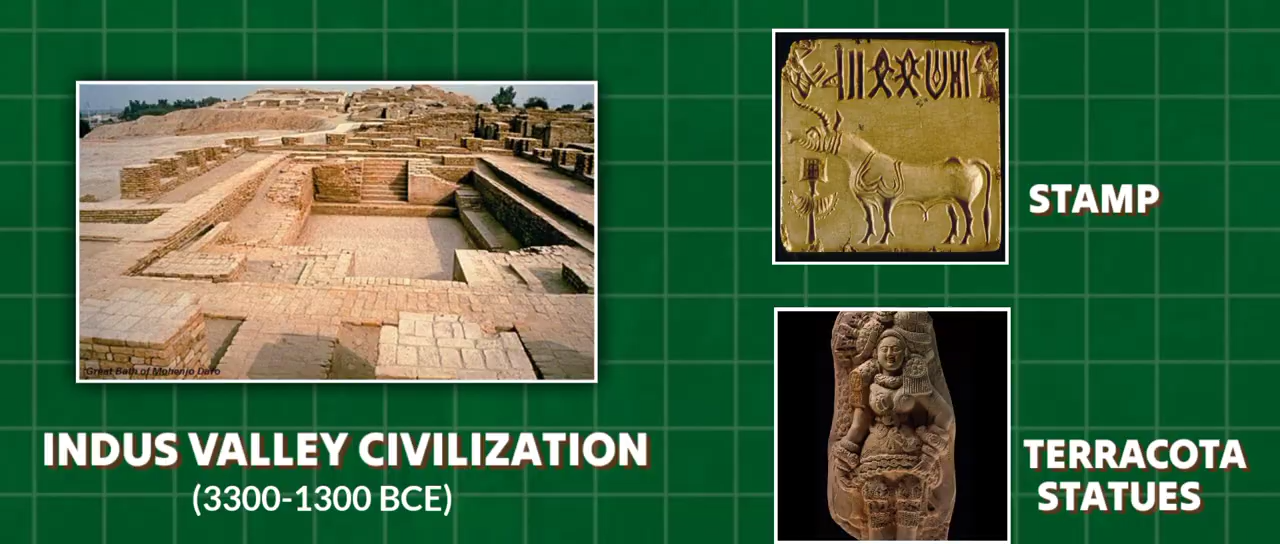 Great Bath of Mohenjo Daro
INDUS VALLEY CIVILIZATION
(3300-1300 BCE)
STAMP
TERRACOTA
STATUES